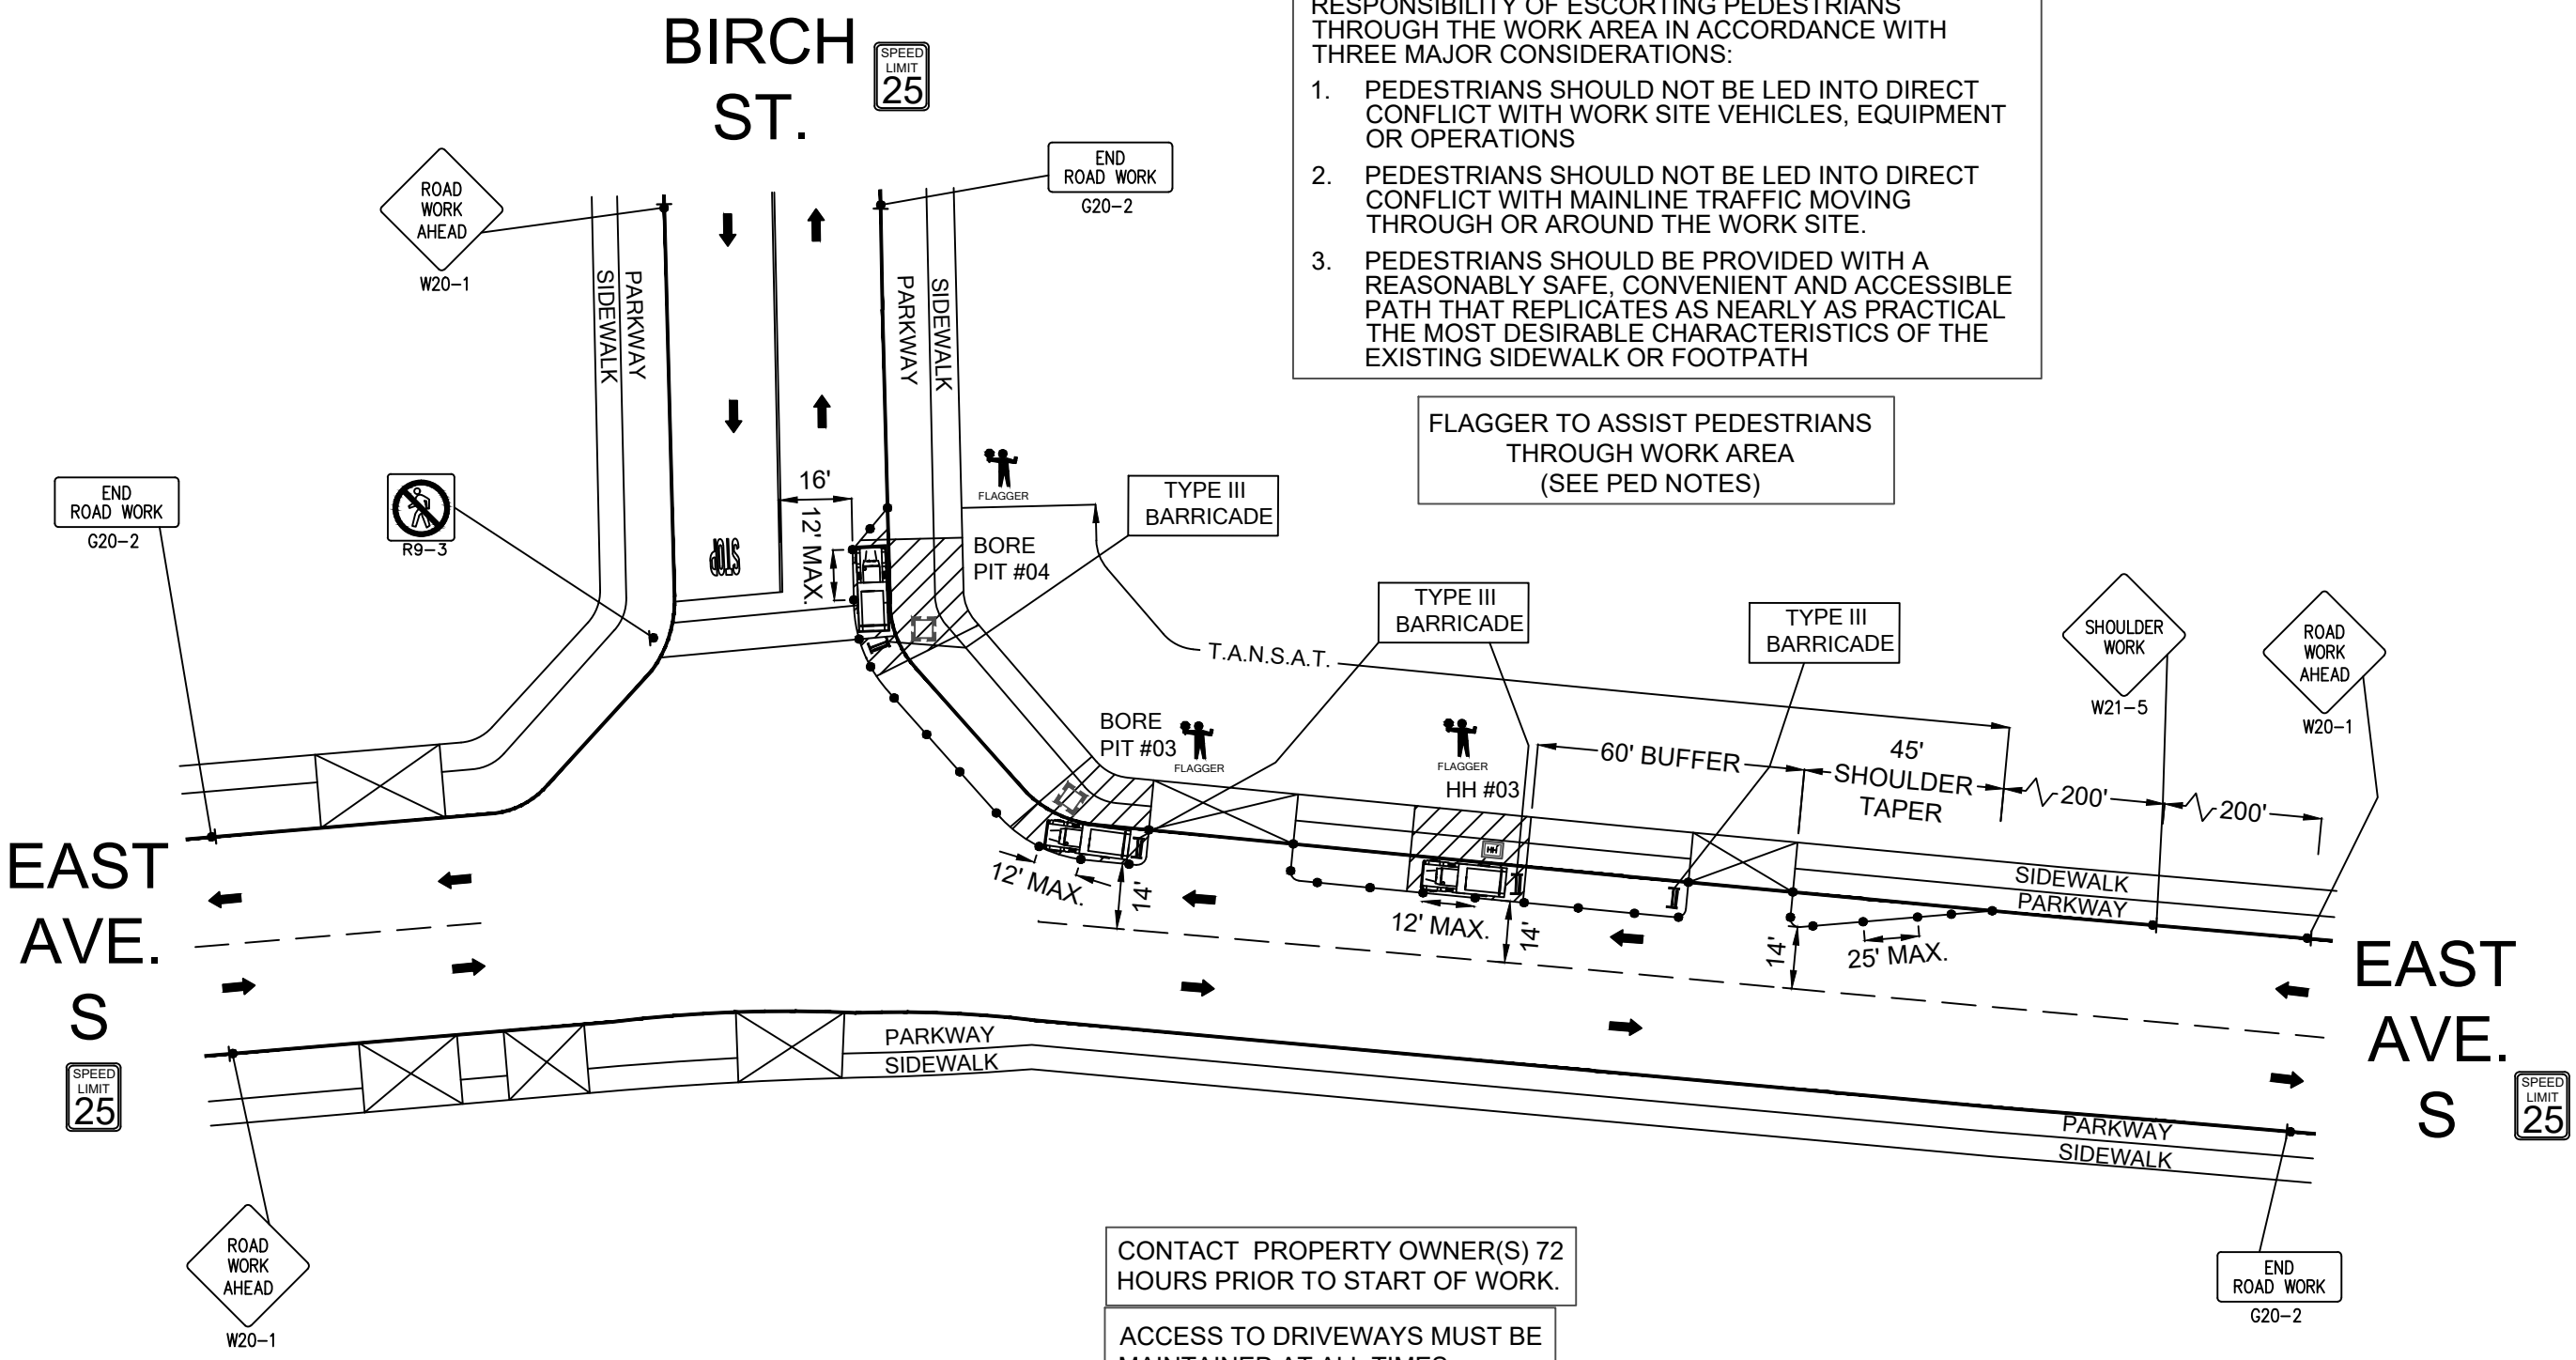 BIRCH
ST.
SPEED
LIMIT
25
RESPONSIBILITY OF ESCORTING PEDESTRIANS
THROUGH THE WORK AREA IN ACCORDANCE WITH
THREE MAJOR CONSIDERATIONS:
1. PEDESTRIANS SHOULD NOT BE LED INTO DIRECT
CONFLICT WITH WORK SITE VEHICLES, EQUIPMENT
OR OPERATIONS
2. PEDESTRIANS SHOULD NOT BE LED INTO DIRECT
CONFLICT WITH MAINLINE TRAFFIC MOVING
THROUGH OR AROUND THE WORK SITE.
3. PEDESTRIANS SHOULD BE PROVIDED WITH A
REASONABLY SAFE, CONVENIENT AND ACCESSIBLE
PATH THAT REPLICATES AS NEARLY AS PRACTICAL
THE MOST DESIRABLE CHARACTERISTICS OF THE
EXISTING SIDEWALK OR FOOTPATH
FLAGGER TO ASSIST PEDESTRIANS
THROUGH WORK AREA
(SEE PED NOTES)
ROAD
WORK
AHEAD
W20-1
END
ROAD WORK
G20-2
SIDEWALK
PARKWAY
PARKWAY
SIDEWALK
END
ROAD WORK
G20-2
R9-3
STOP
16'
12' MAX.
FLAGGER
TYPE III
BARRICADE
BORE
PIT #04
T.A.N.S.A.T.
TYPE III
BARRICADE
TYPE III
BARRICADE
SHOULDER
WORK
W21-5
ROAD
WORK
AHEAD
W20-1
BORE
PIT #03
FLAGGER
FLAGGER
HH #03
HH
60' BUFFER
45'
SHOULDER
TAPER
200'
200'
12' MAX.
14'
12' MAX.
14'
14'
25' MAX.
SIDEWALK
PARKWAY
EAST
AVE.
S
SPEED
LIMIT
25
EAST
AVE.
S
SPEED
LIMIT
25
PARKWAY
SIDEWALK
PARKWAY
SIDEWALK
ROAD
WORK
AHEAD
W20-1
END
ROAD WORK
G20-2
CONTACT PROPERTY OWNER(S) 72
HOURS PRIOR TO START OF WORK.
ACCESS TO DRIVEWAYS MUST BE
MAINTAINED AT ALL TIMES